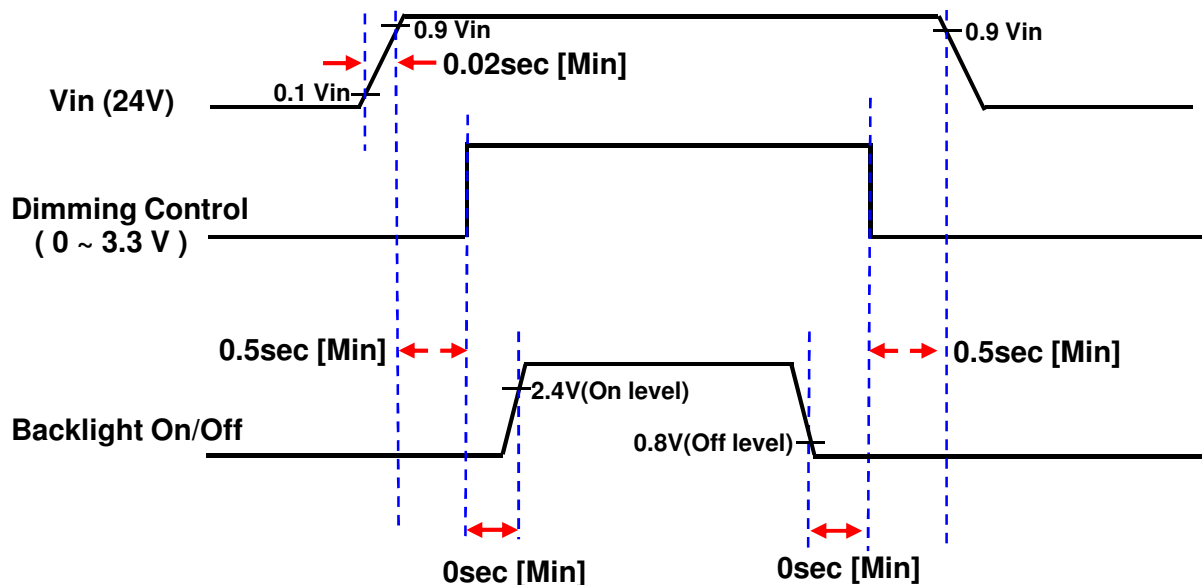 0.9 Vin
0.9 Vin
0.02sec [Min]
0.1 Vin
Vin (24V)
Dimming Control
( 0 ~ 3.3 V )
0.5sec [Min]
0.5sec [Min]
2.4V(On level)
Backlight On/Off
0.8V(Off level)
0sec [Min]
0sec [Min]